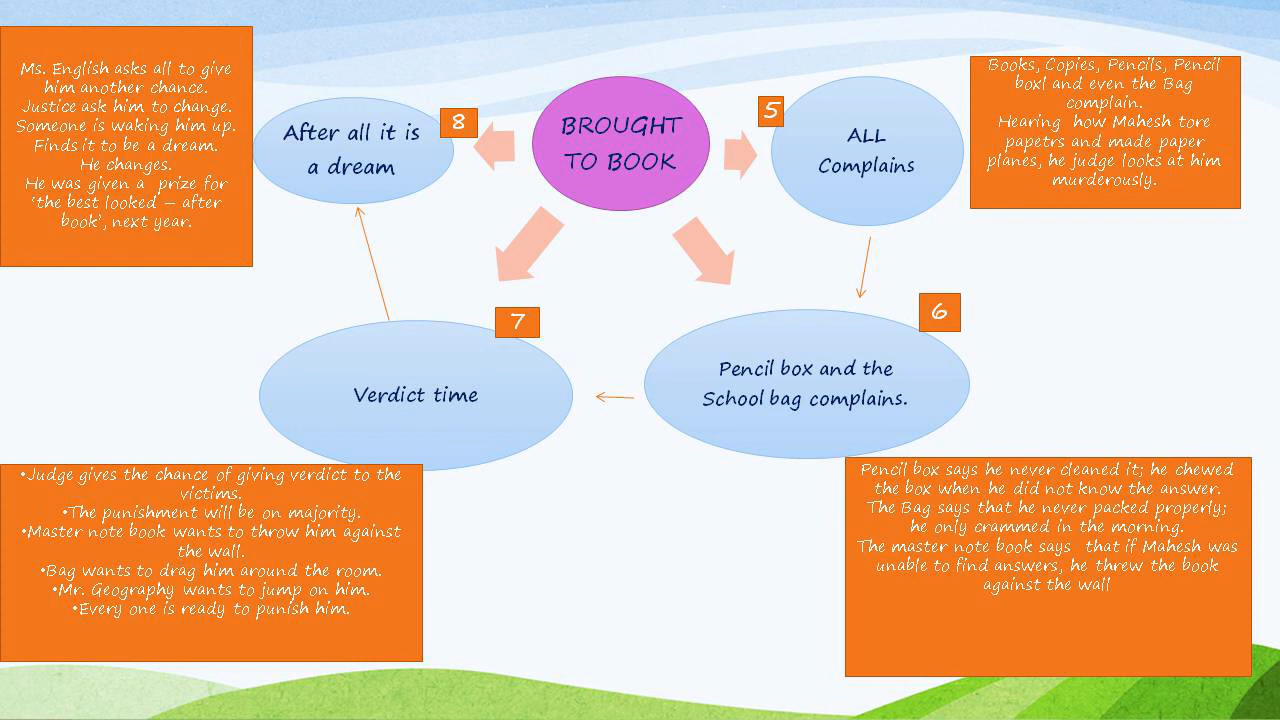 BROUGHT
TO BOOK
5
ALL
Complains
Books, Copies, Pencils, Pencil
boxl and even the Bag
complain.
Hearing how Mahesh tore
papetrs and made paper
planes, he judge looks at him
murderously.
6
Pencil box and the
School bag complains.
Pencil box says he never cleaned it; he chewed
the box when he did not know the answer.
The Bag says that he never packed properly;
he only crammed in the morning.
The master note book says that if Mahesh was
unable to find answers, he threw the book
against the wall
7
Verdict time
•Judge gives the chance of giving verdict to the
victims.
•The punishment will be on majority.
•Master note book wants to throw him against
the wall.
•Bag wants to drag him around the room.
•Mr. Geography wants to jump on him.
•Every one is ready to punish him.
8
After all it is
a dream
Ms. English asks all to give
him another chance.
Justice ask him to change.
Someone is waking him up.
Finds it to be a dream.
He changes.
He was given a prize for
‘the best looked – after
book’, next year.